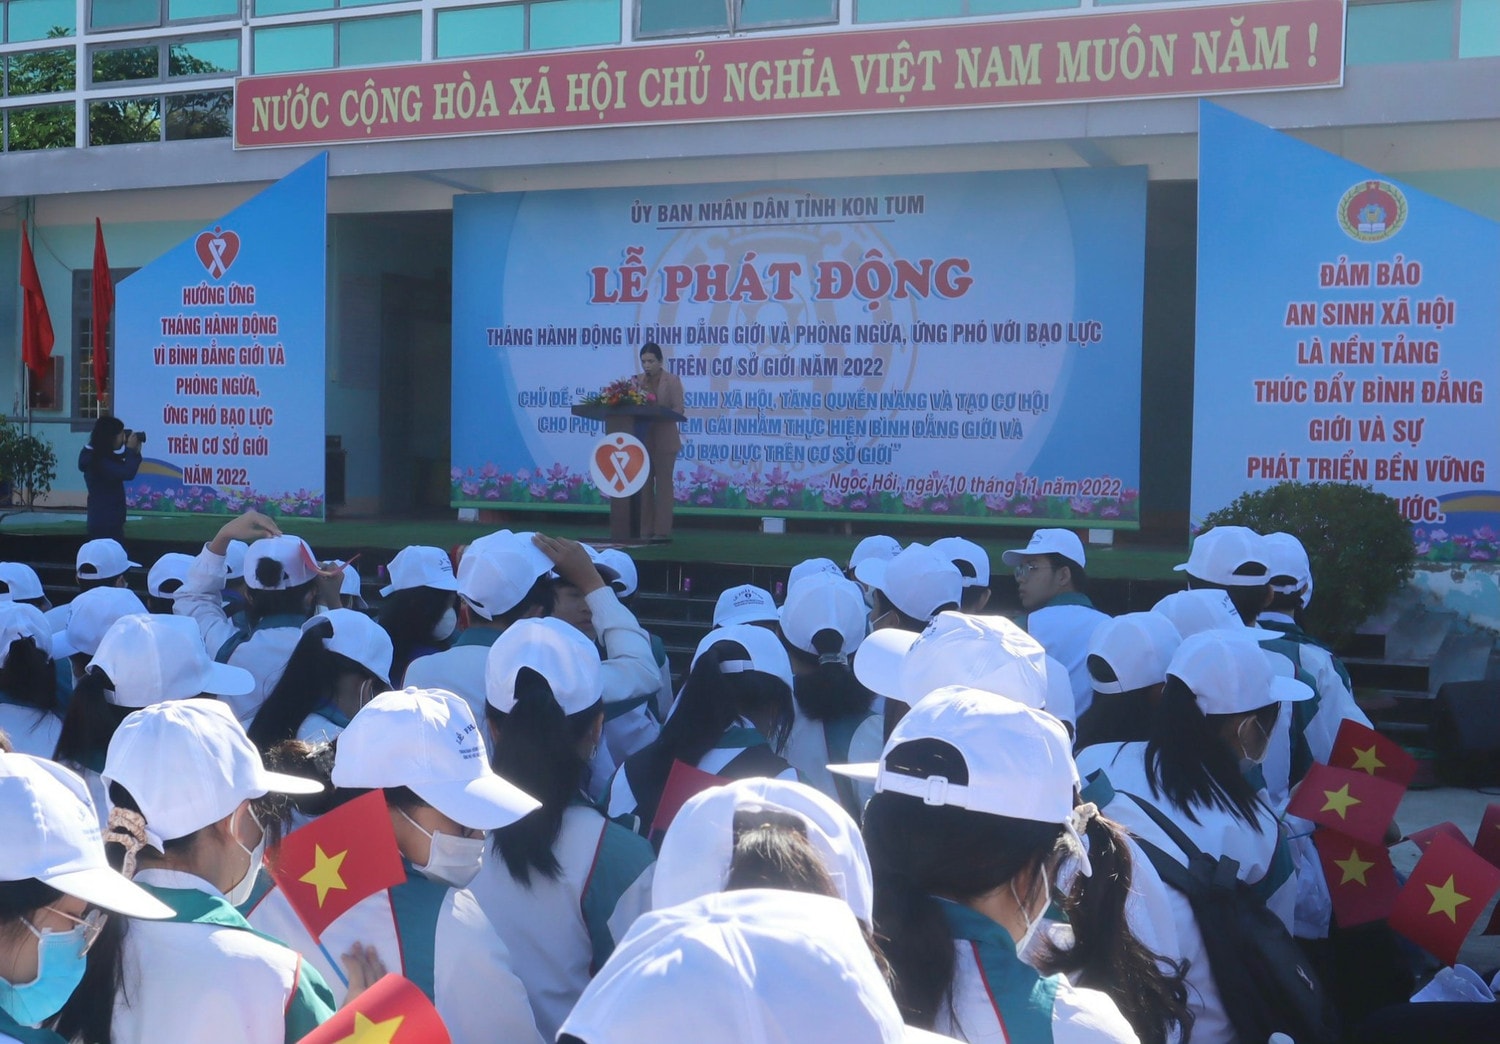 NƯỚC CỘNG HÒA XÃ HỘI CHỦ NGHĨA VIỆT NAM MUÔN NĂM !
HƯỞNG ỨNG
THÁNG HÀNH ĐỘNG
VÌ BÌNH ĐẲNG GIỚI VÀ
PHÒNG NGỪA,
ỨNG PHÓ BẠO LỰC
TRÊN CƠ SỞ GIỚI
NĂM 2022.
ỦY BAN NHÂN DÂN TỈNH KON TUM
LỄ PHÁT ĐỘNG
THÁNG HÀNH ĐỘNG VÌ BÌNH ĐẲNG GIỚI VÀ PHÒNG NGỪA, ỨNG PHÓ VỚI BẠO LỰC
TRÊN CƠ SỞ GIỚI NĂM 2022
CHỦ ĐỀ: SINH XÃ HỘI, TĂNG QUYỀN NĂNG VÀ TẠO CƠ HỘI
CHO PHỤ EM GÁI NHẰM THỰC HIỆN BÌNH ĐẲNG GIỚI VÀ
BỎ BẠO LỰC TRÊN CƠ SỞ GIỚI”
Ngọc Hồi, ngày 10 tháng 11 năm 2022
ĐẢM BẢO
AN SINH XÃ HỘI
LÀ NỀN TẢNG
THÚC ĐẨY BÌNH ĐẲNG
GIỚI VÀ SỰ
PHÁT TRIỂN BỀN VỮNG